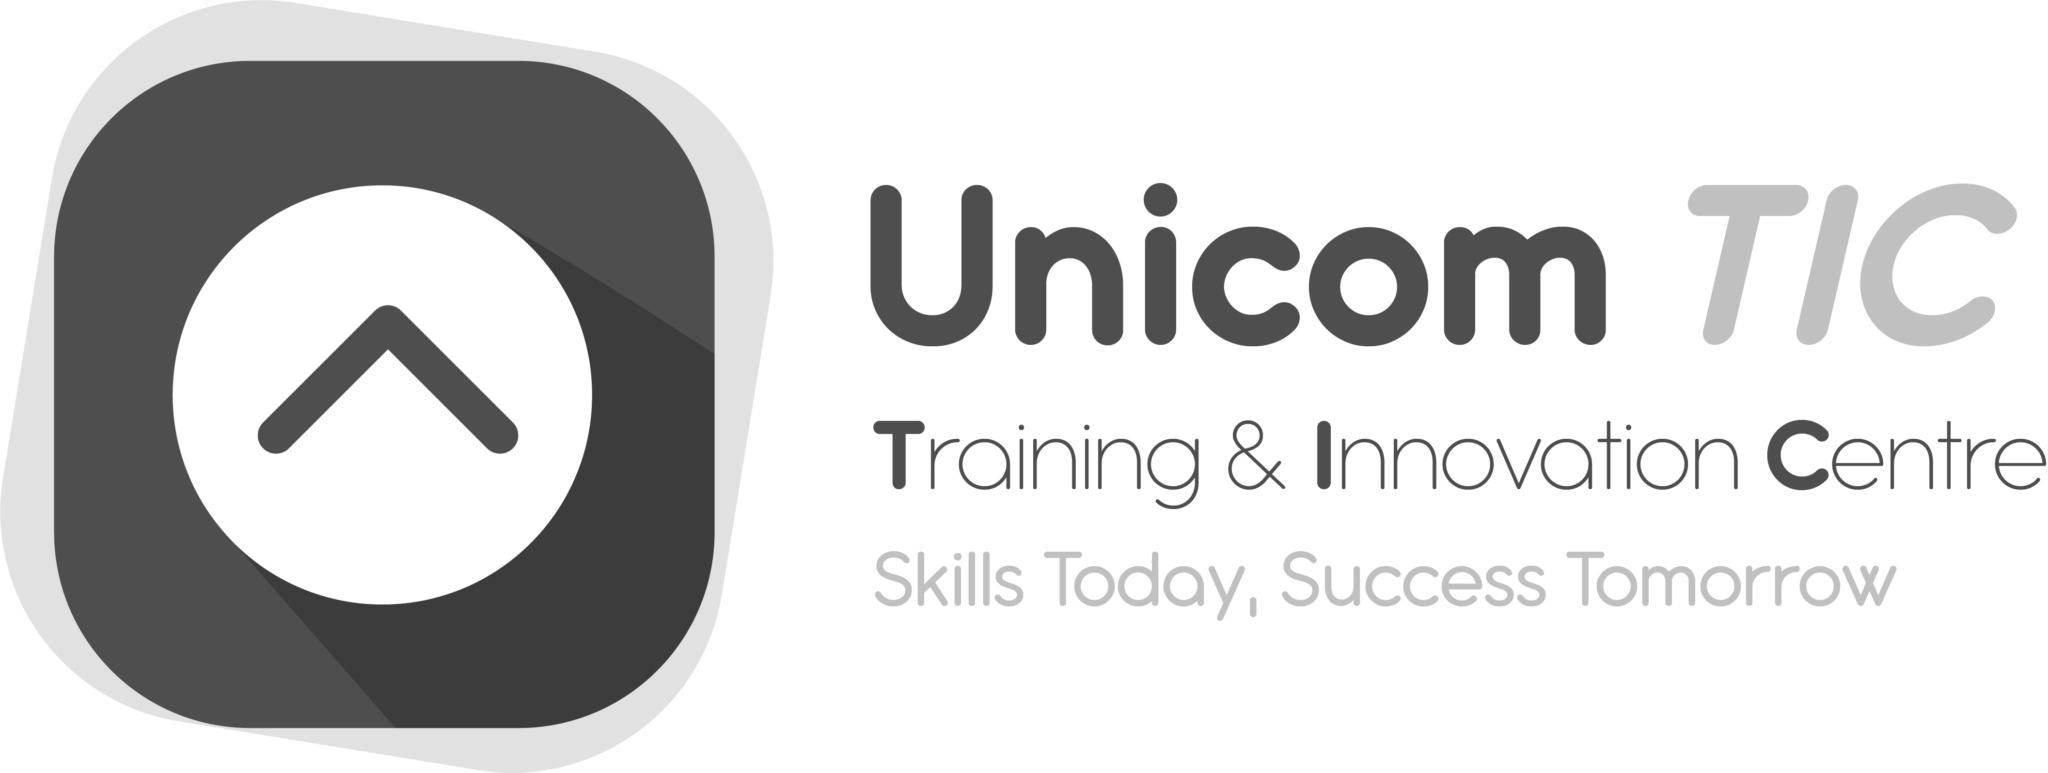 Unicom TIC
Training & Innovation Centre
Skills Today, Success Tomorrow